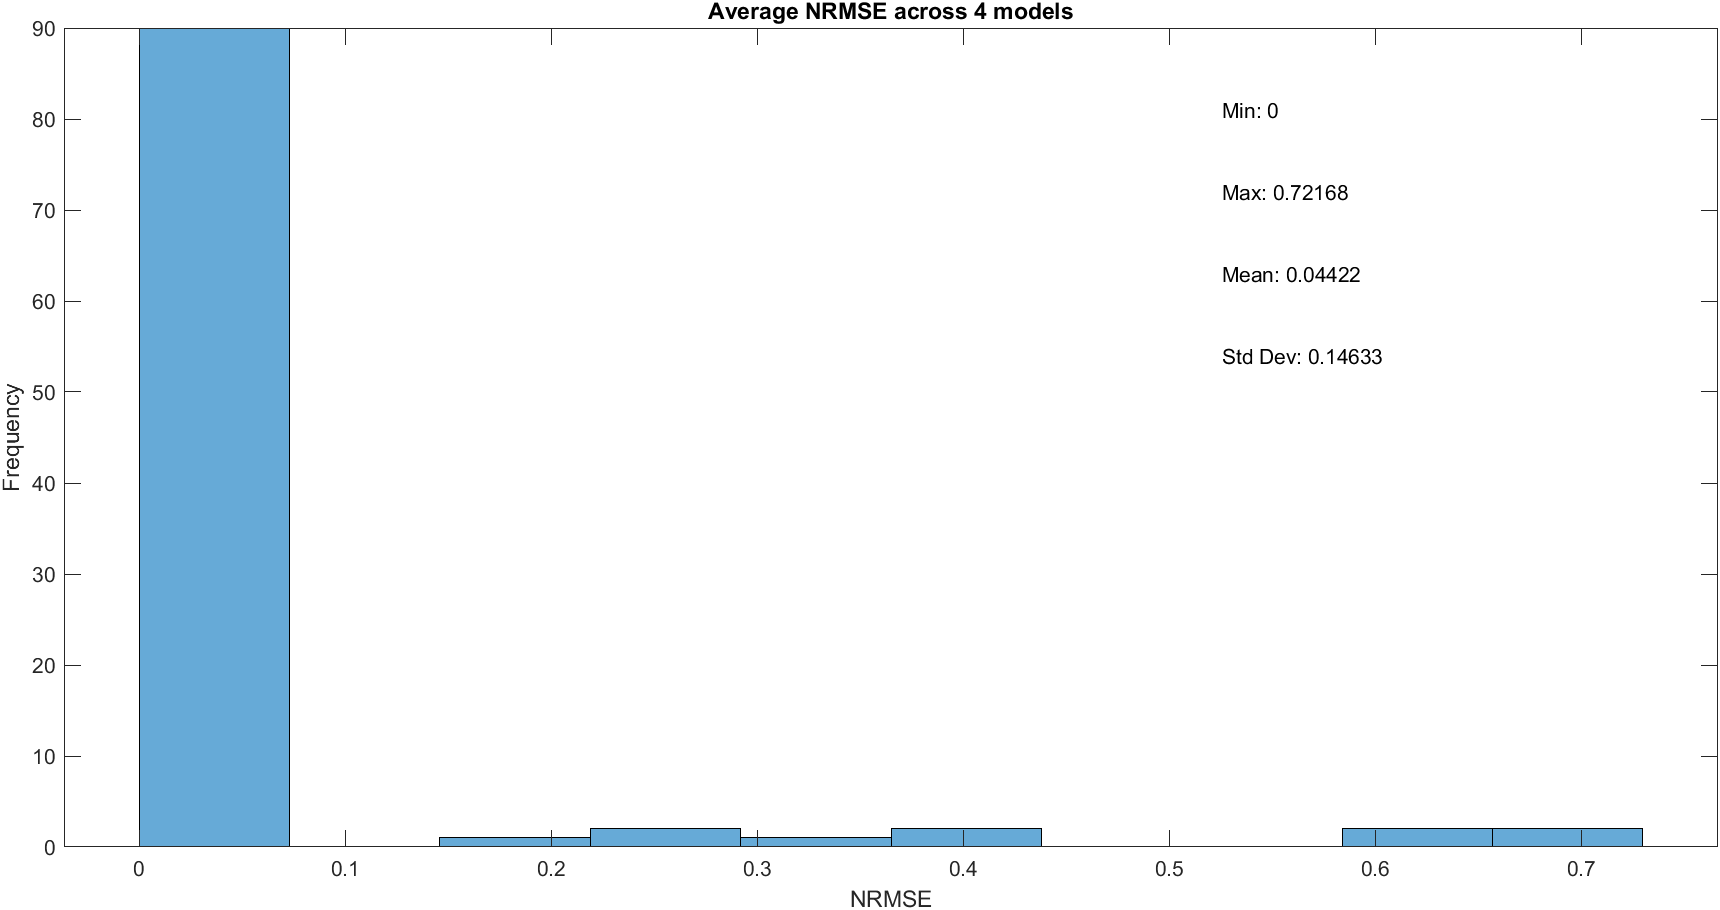 Average NRMSE across 4 models
90
80
70
60
50
40
30
20
10
0
Frequency
Min: 0
Max: 0.72168
Mean: 0.04422
Std Dev: 0.14633
0 0.1 0.2 0.3 0.4 0.5 0.6 0.7
NRMSE